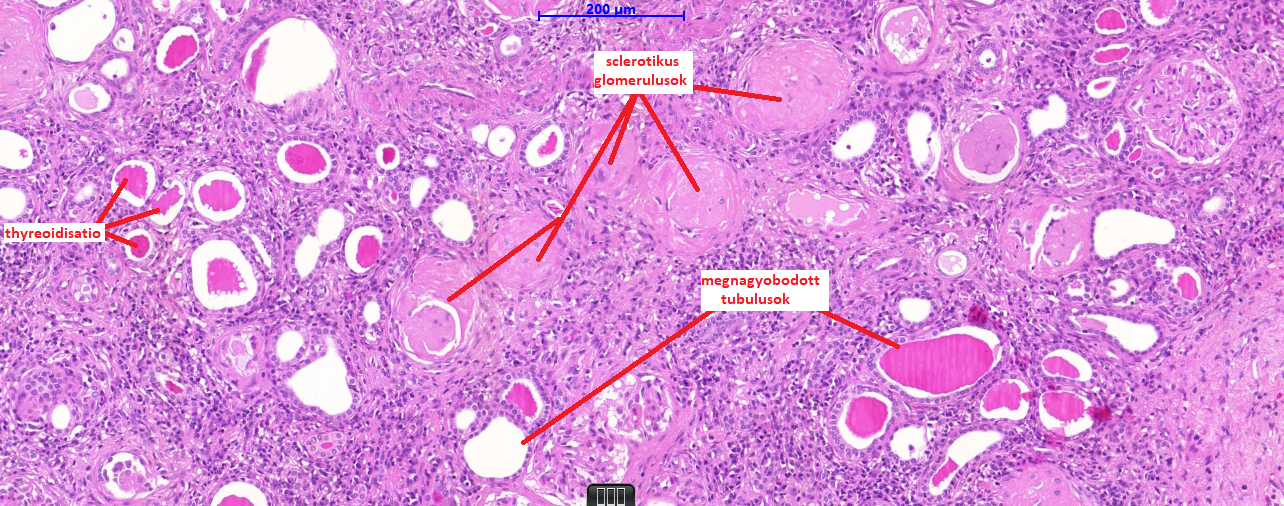 200 µm
sclerotikus
glomerulusok
thyreoidisatio
megnagyobodott
tubulusok